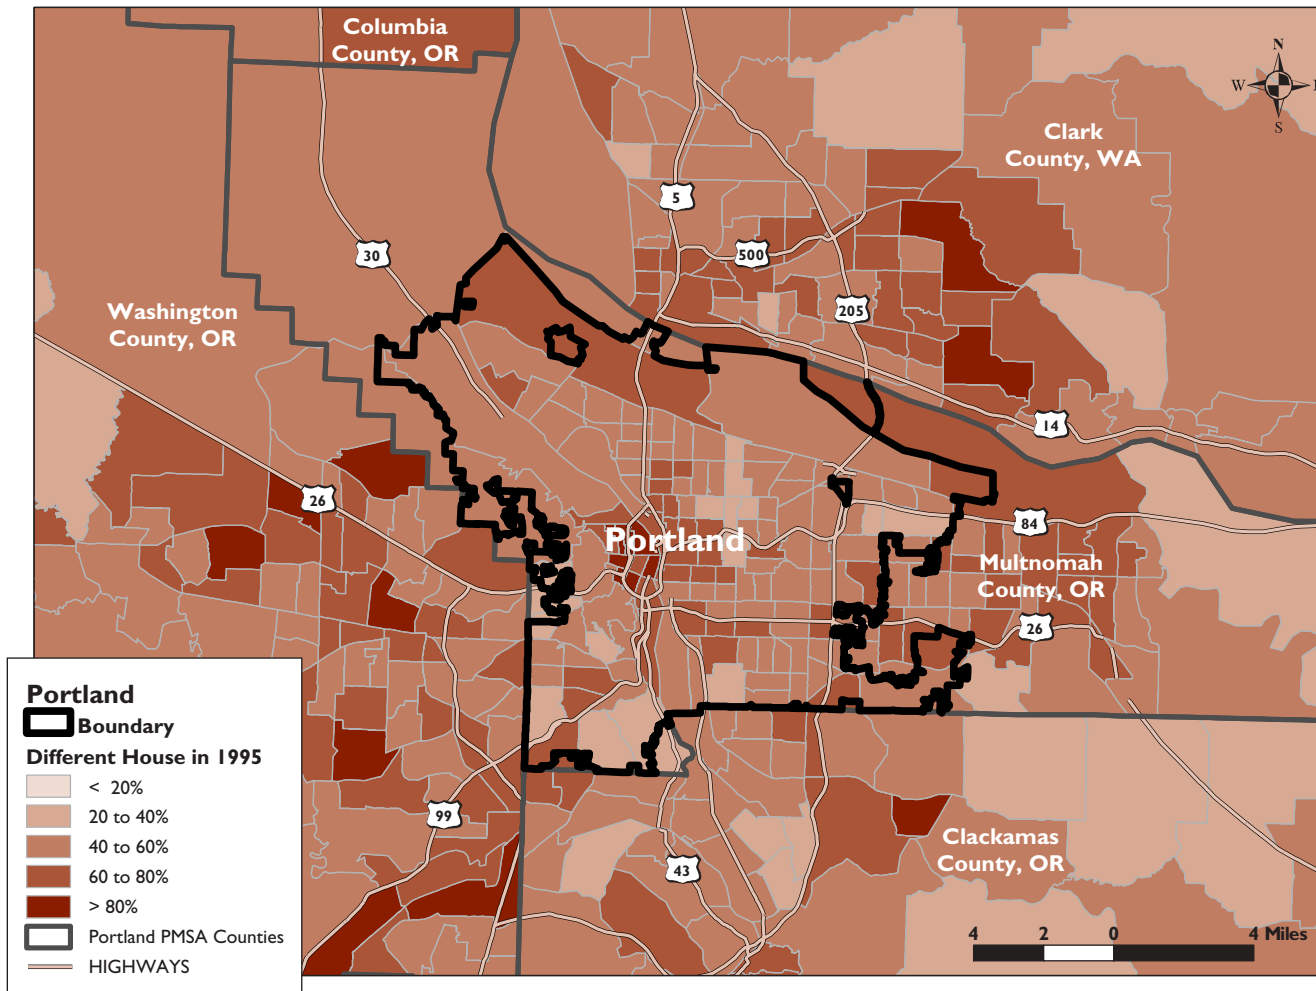 Columbia
County, OR
N
W
S
Clark
County, WA
5
500
30
205
Washington
County, OR
14
26
84
Portland
Multnomah
County, OR
26
Portland
Boundary
Different House in 1995
< 20%
20 to 40%
40 to 60%
60 to 80%
> 80%
Portland PMSA Counties
HIGHWAYS
99
43
Clackamas
County, OR
4 2 0 4 Miles